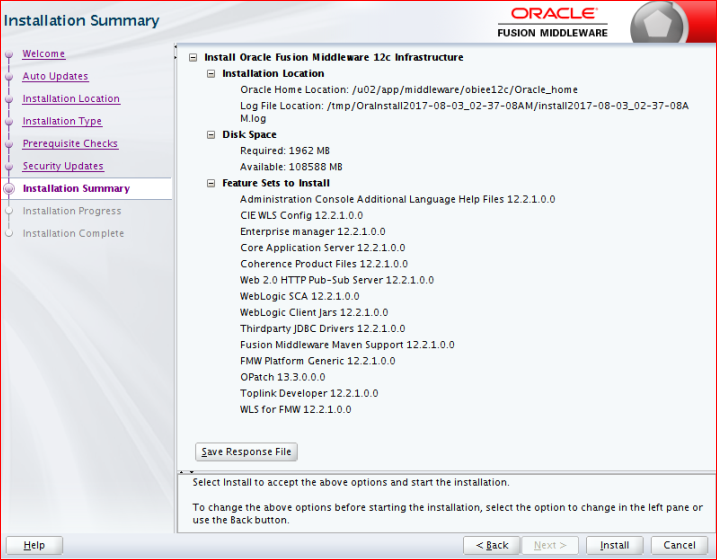 Installation Summary
ORACLE
FUSION MIDDLEWARE
Welcome
Auto Updates
Installation Location
Installation Type
Prerequisite Checks
Security Updates
Installation Summary
Installation Progress
Installation Complete
Install Oracle Fusion Middleware 12c Infrastructure
Installation Location
Oracle Home Location: /u02/app/middleware/obiee12c/Oracle_home
Log File Location: /tmp/OraInstall2017-08-03_02-37-08AM/install2017-08-03_02-37-08A
M.log
Disk Space
Required: 1962 MB
Available: 108588 MB
Feature Sets to Install
Administration Console Additional Language Help Files 12.2.1.0.0
CIE WLS Config 12.2.1.0.0
Enterprise manager 12.2.1.0.0
Core Application Server 12.2.1.0.0
Coherence Product Files 12.2.1.0.0
Web 2.0 HTTP Pub-Sub Server 12.2.1.0.0
WebLogic SCA 12.2.1.0.0
WebLogic Client Jars 12.2.1.0.0
Thirdparty JDBC Drivers 12.2.1.0.0
Fusion Middleware Maven Support 12.2.1.0.0
FMW Platform Generic 12.2.1.0.0
OPatch 13.3.0.0.0
Toplink Developer 12.2.1.0.0
WLS for FMW 12.2.1.0.0
Save Response File
Select Install to accept the above options and start the installation.
To change the above options before starting the installation, select the option to change in the left pane or
use the Back button.
Help
< Back
Next >
Install
Cancel